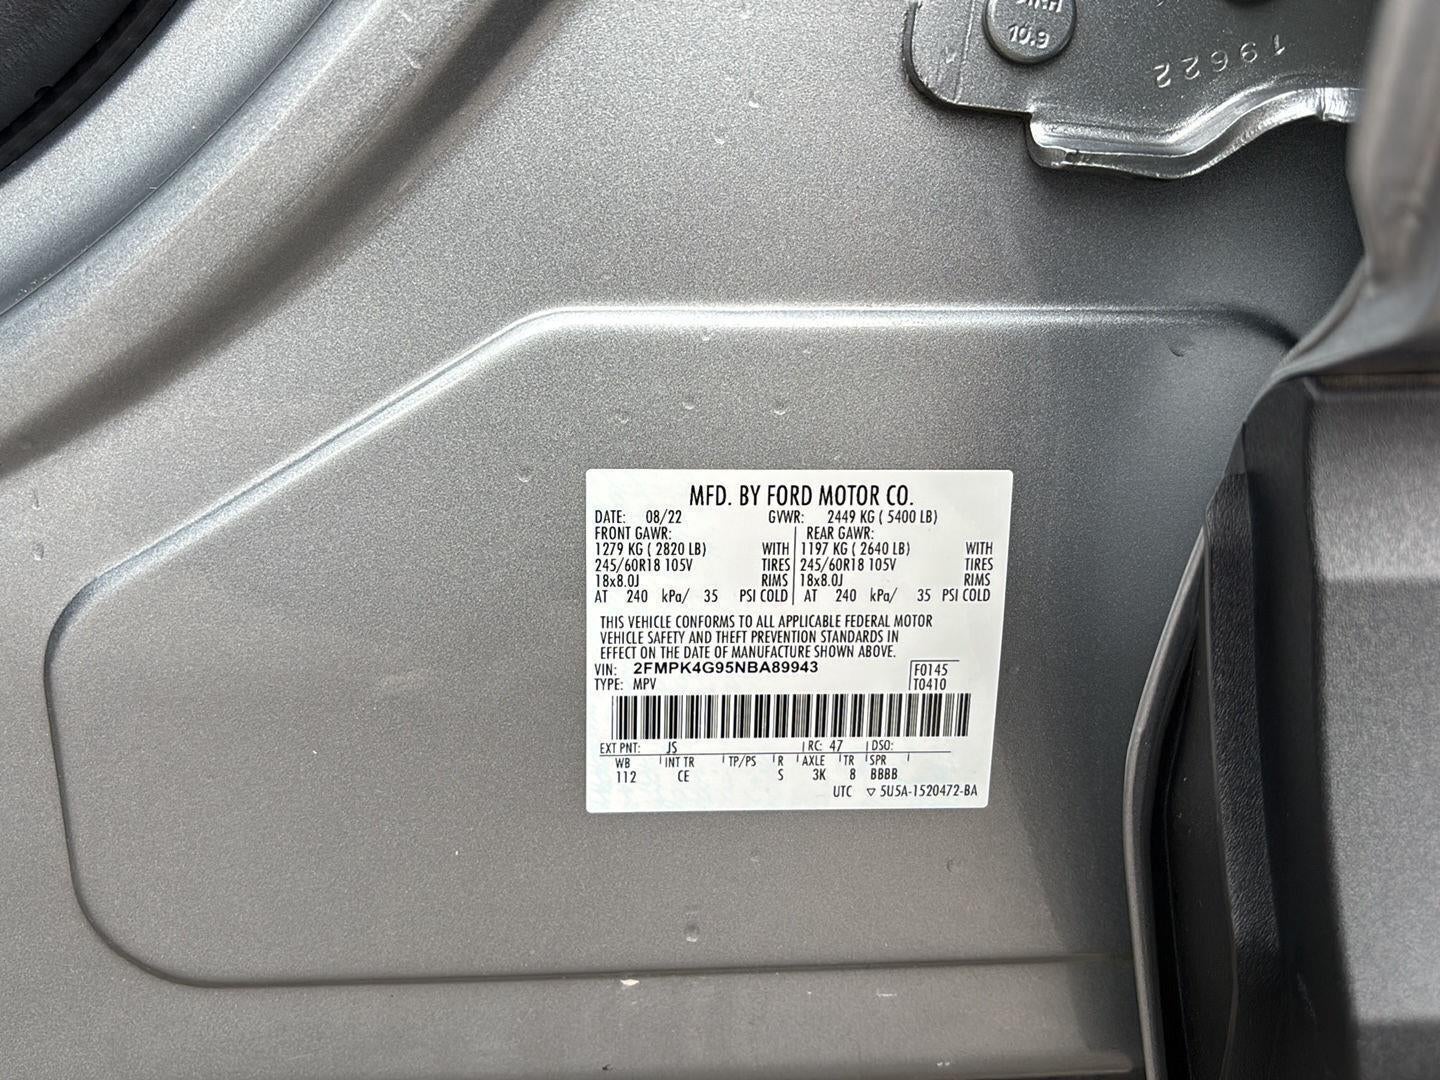 10.9
19622
MFD. BY FORD MOTOR CO.
DATE: 08/22 GVWR: 2449 KG ( 5400 LB)
FRONT GAWR: REAR GAWR:
1279 KG ( 2820 LB) WITH 1197 KG ( 2640 LB) WITH
245/60R18 105V TIRES 245/60R18 105V TIRES
18x8.0J RIMS 18x8.0J RIMS
AT 240 kPa/ 35 PSI COLD AT 240 kPa/ 35 PSI COLD
THIS VEHICLE CONFORMS TO ALL APPLICABLE FEDERAL MOTOR
VEHICLE SAFETY AND THEFT PREVENTION STANDARDS IN
EFFECT ON THE DATE OF MANUFACTURE SHOWN ABOVE.
VIN: 2FMPK4G95NBA89943 F0145
TYPE: MPV T0410
EXT PNT: JS RC: 47 DSO:
WB INT TR TP/PS R AXLE TR SPR
112 CE S 3K 8 BBBB
UTC ▽ 5U5A-1520472-BA